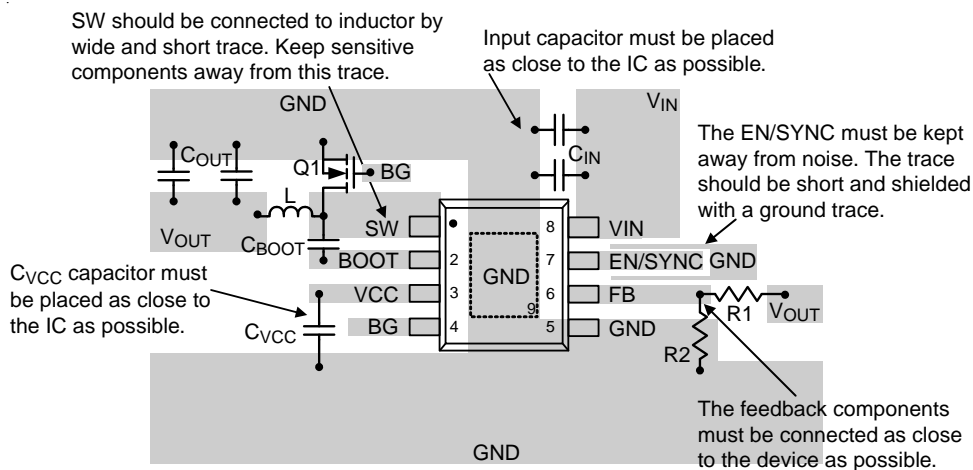 SW should be connected to inductor by
wide and short trace. Keep sensitive
components away from this trace.
Input capacitor must be placed
as close to the IC as possible.
GND
VIN
The EN/SYNC must be kept
away from noise. The trace
should be short and shielded
with a ground trace.
COUT
Q1
BG
CIN
L
VOUT
CBOOT
SW
8
VIN
BOOT
2
GND
7
EN/SYNC GND
CVCC capacitor must
be placed as close to
the IC as possible.
VCC
3
9
6
FB
R1
VOUT
CVCC
BG
4
5
GND
R2
The feedback components
must be connected as close
to the device as possible.
GND